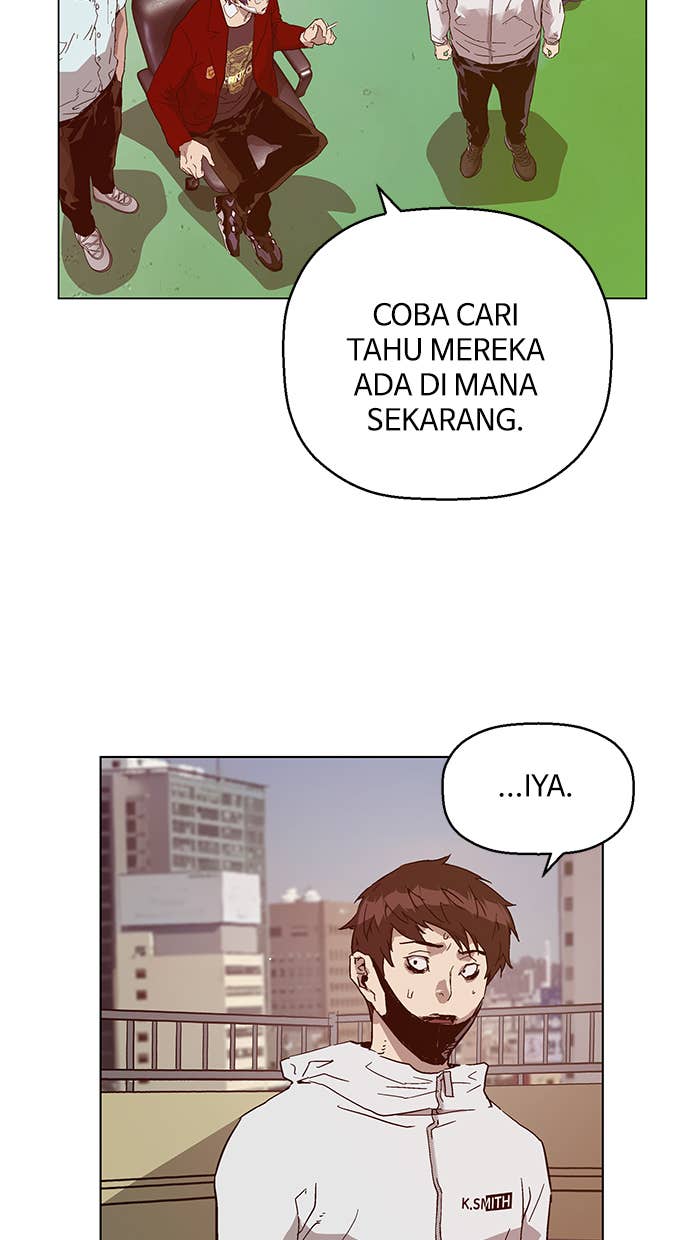 COBA CARI
TAHU MEREKA
ADA DI MANA
SEKARANG.
...IYA.
K.SMITH